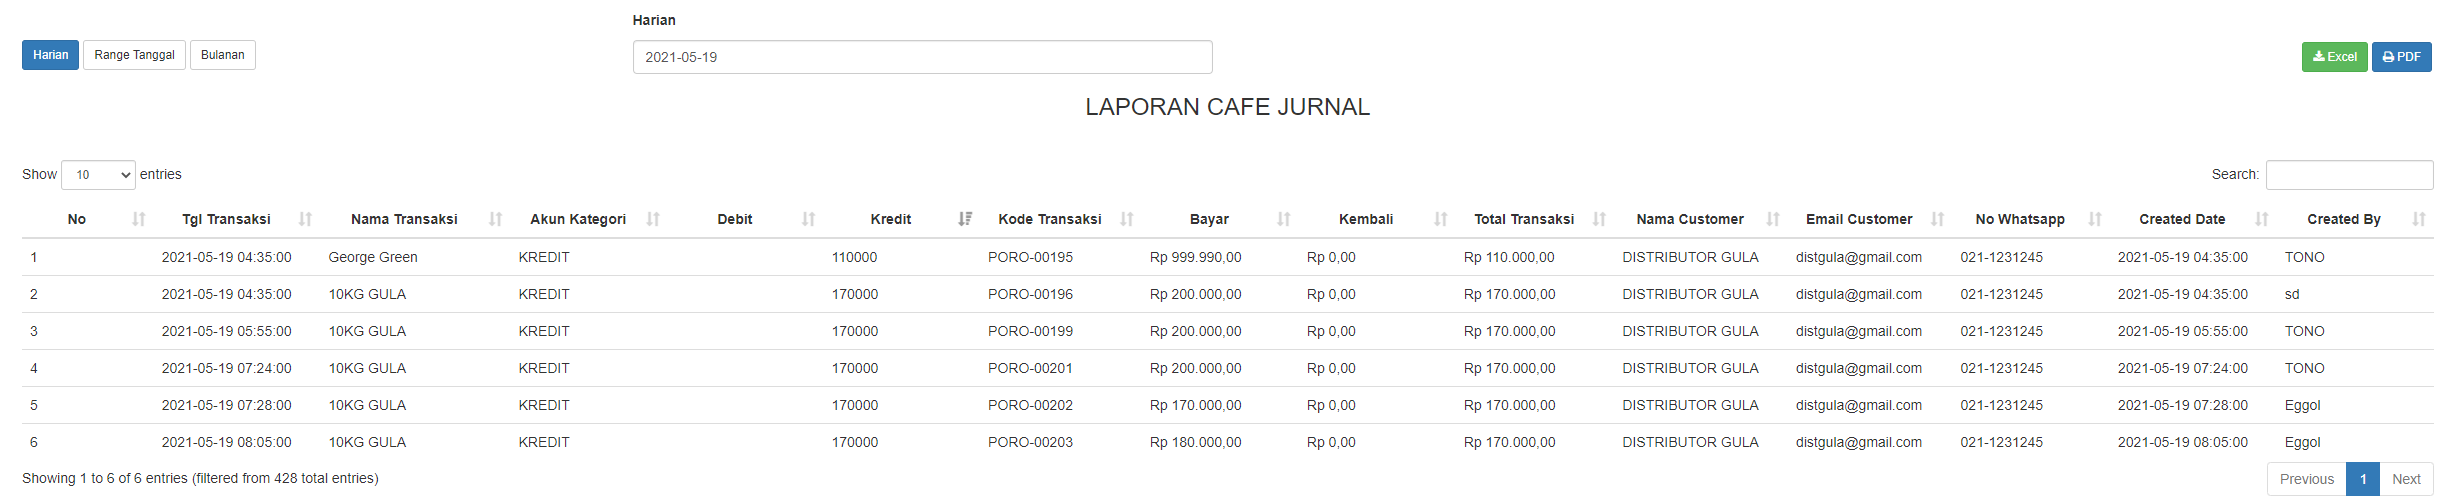 Harian
Harian Range Tanggal Bulanan 2021-05-19 Excel PDF
LAPORAN CAFE JURNAL
Show 10 entries Search:
No Tgl Transaksi Nama Transaksi Akun Kategori Debit Kredit Kode Transaksi Bayar Kembali Total Transaksi Nama Customer Email Customer No Whatsapp Created Date Created By
1 2021-05-19 04:35:00 George Green KREDIT 110000 PORO-00195 Rp 999.990,00 Rp 0,00 Rp 110.000,00 DISTRIBUTOR GULA distgula@gmail.com 021-1231245 2021-05-19 04:35:00 TONO
2 2021-05-19 04:35:00 10KG GULA KREDIT 170000 PORO-00196 Rp 200.000,00 Rp 0,00 Rp 170.000,00 DISTRIBUTOR GULA distgula@gmail.com 021-1231245 2021-05-19 04:35:00 sd
3 2021-05-19 05:55:00 10KG GULA KREDIT 170000 PORO-00199 Rp 200.000,00 Rp 0,00 Rp 170.000,00 DISTRIBUTOR GULA distgula@gmail.com 021-1231245 2021-05-19 05:55:00 TONO
4 2021-05-19 07:24:00 10KG GULA KREDIT 170000 PORO-00201 Rp 200.000,00 Rp 0,00 Rp 170.000,00 DISTRIBUTOR GULA distgula@gmail.com 021-1231245 2021-05-19 07:24:00 TONO
5 2021-05-19 07:28:00 10KG GULA KREDIT 170000 PORO-00202 Rp 170.000,00 Rp 0,00 Rp 170.000,00 DISTRIBUTOR GULA distgula@gmail.com 021-1231245 2021-05-19 07:28:00 Eggol
6 2021-05-19 08:05:00 10KG GULA KREDIT 170000 PORO-00203 Rp 180.000,00 Rp 0,00 Rp 170.000,00 DISTRIBUTOR GULA distgula@gmail.com 021-1231245 2021-05-19 08:05:00 Eggol
Showing 1 to 6 of 6 entries (filtered from 428 total entries) Previous 1 Next